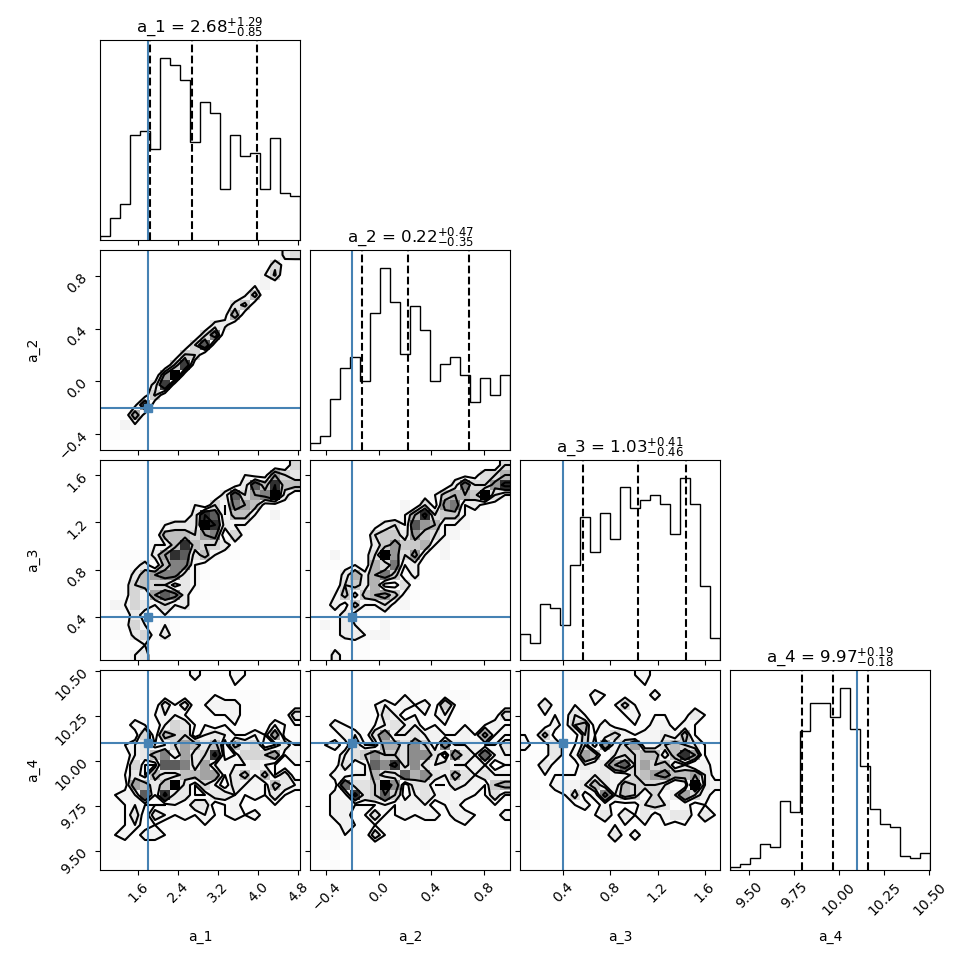 a_1 = 2.68+1.29−0.85
a_2 = 0.22+0.47−0.35
a_3 = 1.03+0.41−0.46
a_4 = 9.97+0.19−0.18
a_2
0.8
0.4
0.0
−0.4
a_3
1.6
1.2
0.8
0.4
a_4
10.50
10.25
10.00
9.75
9.50
1.6 2.4 3.2 4.0 4.8
−0.4 0.0 0.4 0.8
0.4 0.8 1.2 1.6
9.50 9.75 10.00 10.25 10.50
a_1 a_2 a_3 a_4